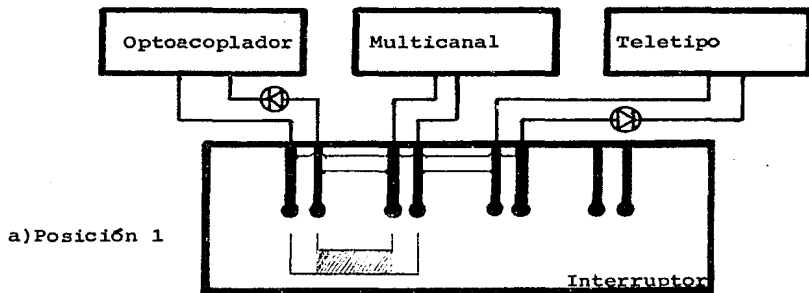 Optoacoplador
Multicanal
Teletipo
a)Posición 1
Interruptor